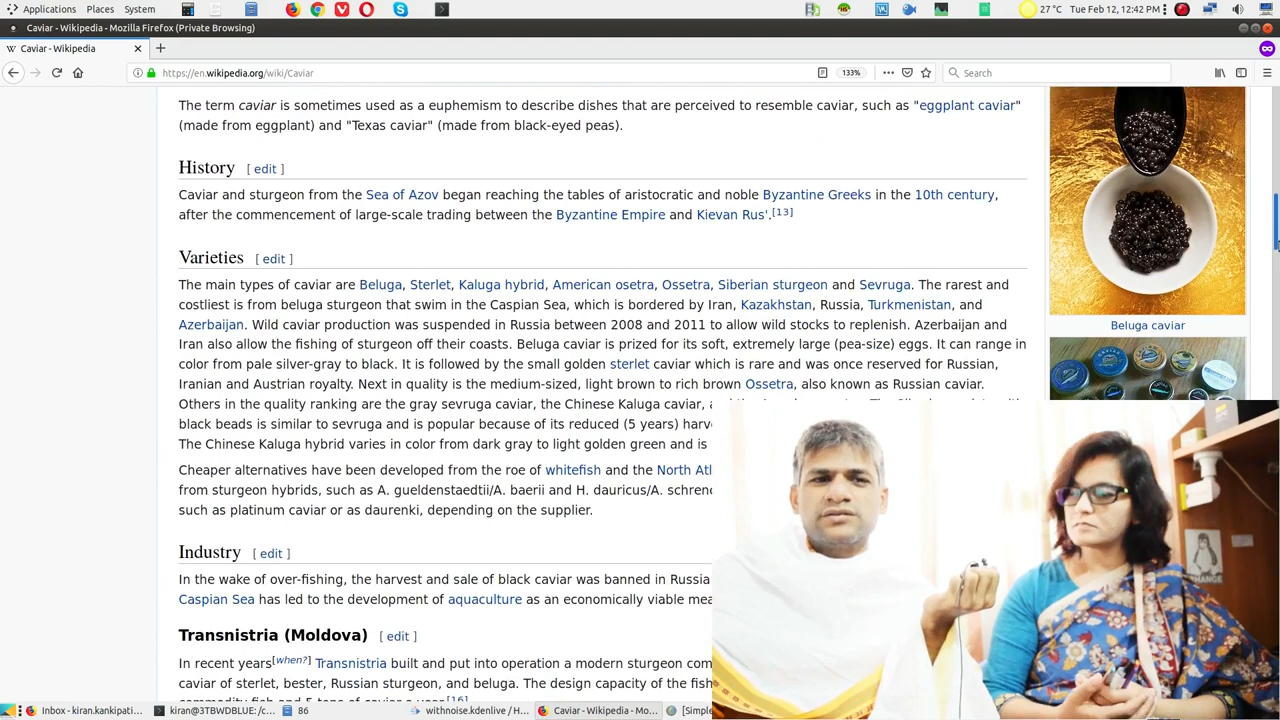 Applications Places System 27 °C Tue Feb 12, 12:42 PM
Caviar - Wikipedia - Mozilla Firefox (Private Browsing)
W Caviar - Wikipedia
https://en.wikipedia.org/wiki/Caviar 133% Search
The term caviar is sometimes used as a euphemism to describe dishes that are perceived to resemble caviar, such as "eggplant caviar"
(made from eggplant) and "Texas caviar" (made from black-eyed peas).
History [ edit ]
Caviar and sturgeon from the Sea of Azov began reaching the tables of aristocratic and noble Byzantine Greeks in the 10th century,
after the commencement of large-scale trading between the Byzantine Empire and Kievan Rus'.[13]
Varieties [ edit ]
The main types of caviar are Beluga, Sterlet, Kaluga hybrid, American osetra, Ossetra, Siberian sturgeon and Sevruga. The rarest and
costliest is from beluga sturgeon that swim in the Caspian Sea, which is bordered by Iran, Kazakhstan, Russia, Turkmenistan, and
Azerbaijan. Wild caviar production was suspended in Russia between 2008 and 2011 to allow wild stocks to replenish. Azerbaijan and
Iran also allow the fishing of sturgeon off their coasts. Beluga caviar is prized for its soft, extremely large (pea-size) eggs. It can range in
color from pale silver-gray to black. It is followed by the small golden sterlet caviar which is rare and was once reserved for Russian,
Iranian and Austrian royalty. Next in quality is the medium-sized, light brown to rich brown Ossetra, also known as Russian caviar.
Others in the quality ranking are the gray sevruga caviar, the Chinese Kaluga caviar,
black beads is similar to sevruga and is popular because of its reduced (5 years)
The Chinese Kaluga hybrid varies in color from dark gray to light golden green and is
Cheaper alternatives have been developed from the roe of whitefish and the North
from sturgeon hybrids, such as A. gueldenstaedtii/A. baerii and H. dauricus/A.
such as platinum caviar or as daurenki, depending on the supplier.
Industry [ edit ]
In the wake of over-fishing, the harvest and sale of black caviar was banned in Russia
Caspian Sea has led to the development of aquaculture as an economically viable
Transnistria (Moldova) [ edit ]
In recent years[when?] Transnistria built and put into operation a modern sturgeon
caviar of sterlet, bester, Russian sturgeon, and beluga. The design capacity of the
Beluga caviar
CHANGE
Inbox - kiran.kankipati... kiran@3TBWDBLUE: /c... 86 withnoise.kdenlive / H... Caviar - Wikipedia - Mo...